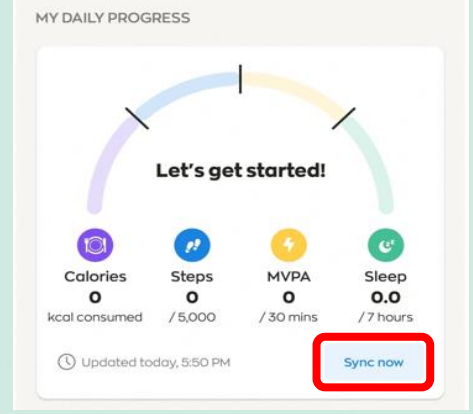 MY DAILY PROGRESS
Let's get started!
Calories Steps MVPA Sleep
0 0 0 0.0
kcal consumed / 5,000 / 30 mins / 7 hours
Updated today, 5:50 PM Sync now